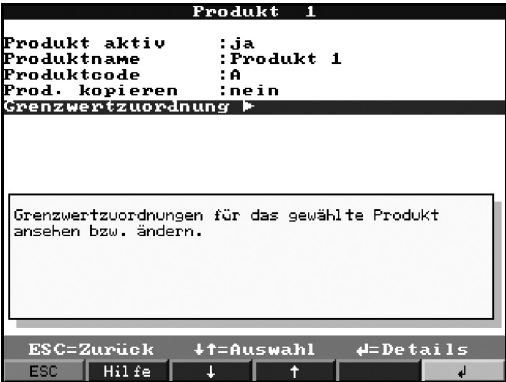 Produkt 1
Produkt aktiv :ja
Produktname :Produkt 1
Produktcode :A
Prod. kopieren :nein
Grenzwertzuordnung ►
Grenzwertzuordnungen für das gewählte Produkt
ansehen bzw. ändern.
ESC=Zurück ↓↑=Auswahl ↲=Details
ESC Hilfe ↓ ↑ ↲